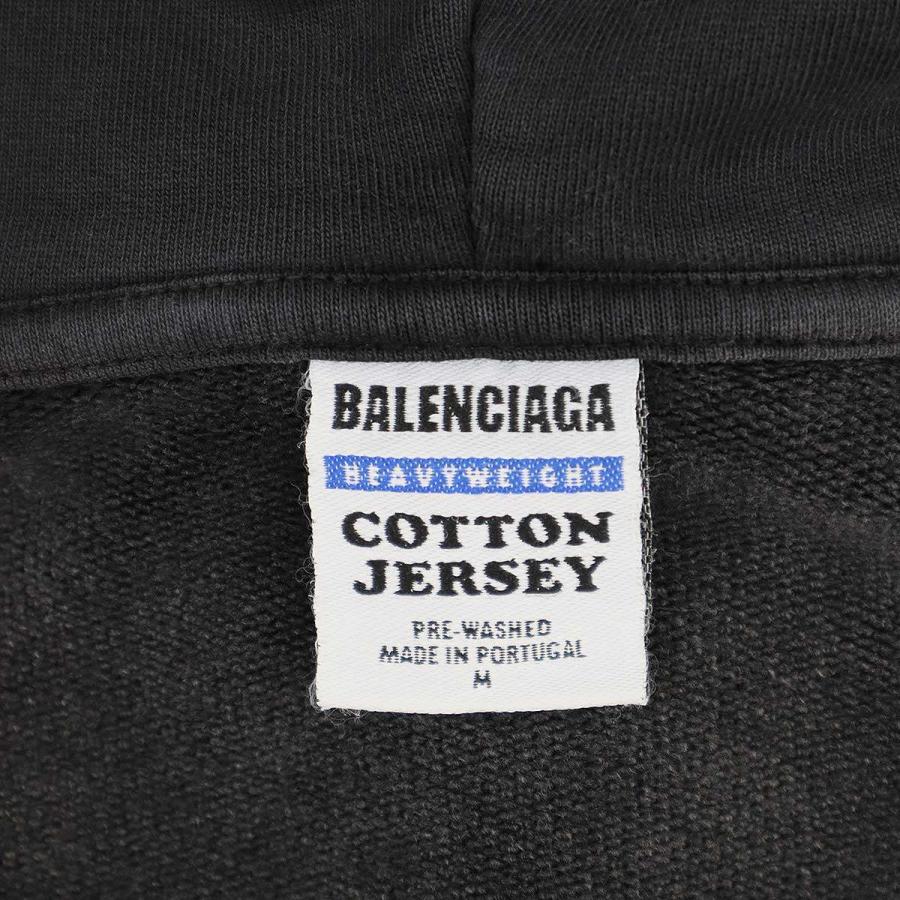 BALENCIAGA
HEAVYWEIGHT
COTTON
JERSEY
PRE-WASHED
MADE IN PORTUGAL
M